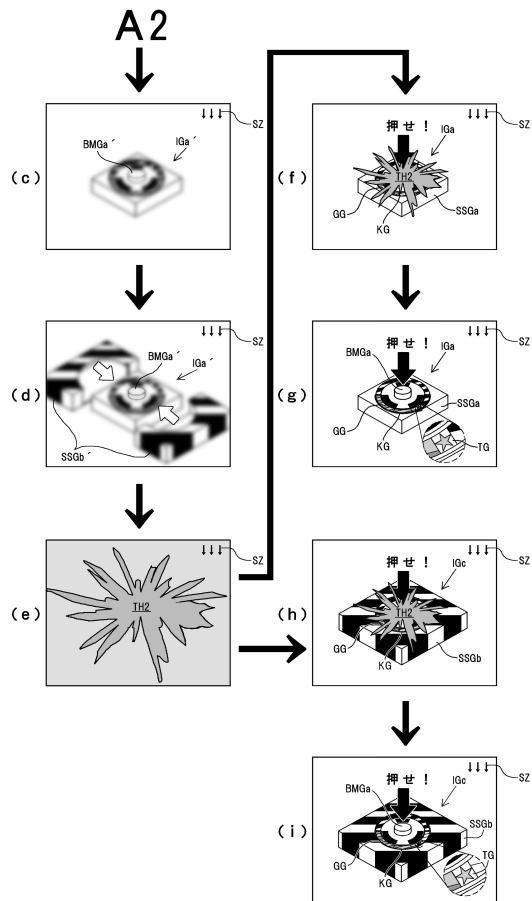 A2
(c)
BMGa´
IGa´
↓↓↓
SZ
(d)
BMGa´
IGa´
SSGb´
↓↓↓
SZ
(e)
TH2
↓↓↓
SZ
(f)
押せ！
IGa
TH2
GG
KG
SSGa
↓↓↓
SZ
(g)
押せ！
BMGa
IGa
SSGa
GG
KG
TG
↓↓↓
SZ
(h)
押せ！
IGc
TH2
GG
KG
SSGb
↓↓↓
SZ
(i)
押せ！
BMGa
IGc
SSGb
GG
KG
TG
↓↓↓
SZ